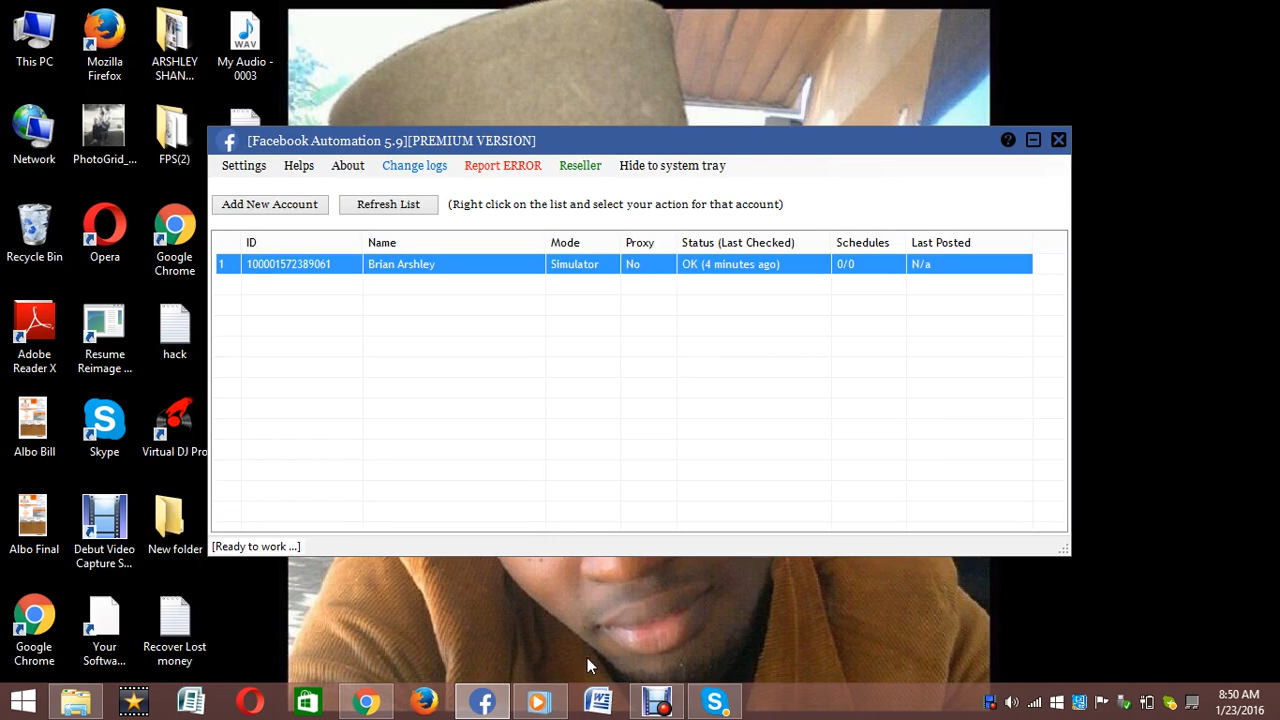 This PC
Mozilla Firefox
ARSHLEY SHAN...
My Audio - 0003
WAV
Network
PhotoGrid_...
FPS(2)
Recycle Bin
Opera
Google Chrome
Adobe Reader X
Resume Reimage ...
hack
Albo Bill
Skype
Virtual DJ Pro
Albo Final
Debut Video Capture S...
New folder
Google Chrome
Your Softwa...
Recover Lost money
[Facebook Automation 5.9][PREMIUM VERSION]
Settings Helps About Change logs Report ERROR Reseller Hide to system tray
Add New Account Refresh List (Right click on the list and select your action for that account)
ID Name Mode Proxy Status (Last Checked) Schedules Last Posted
1 100001572389061 Brian Arshley Simulator No OK (4 minutes ago) 0/0 N/a
[Ready to work ...]
8:50 AM
1/23/2016